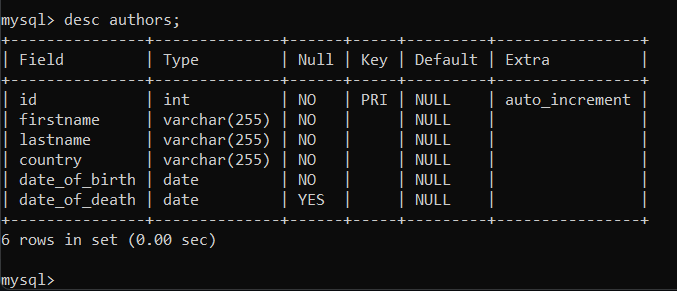 mysql> desc authors;
+---------------+--------------+------+-----+---------+----------------+
| Field         | Type         | Null | Key | Default | Extra          |
+---------------+--------------+------+-----+---------+----------------+
| id            | int          | NO   | PRI | NULL    | auto_increment |
| firstname     | varchar(255) | NO   |     | NULL    |                |
| lastname      | varchar(255) | NO   |     | NULL    |                |
| country       | varchar(255) | NO   |     | NULL    |                |
| date_of_birth | date         | NO   |     | NULL    |                |
| date_of_death | date         | YES  |     | NULL    |                |
+---------------+--------------+------+-----+---------+----------------+
6 rows in set (0.00 sec)
mysql>